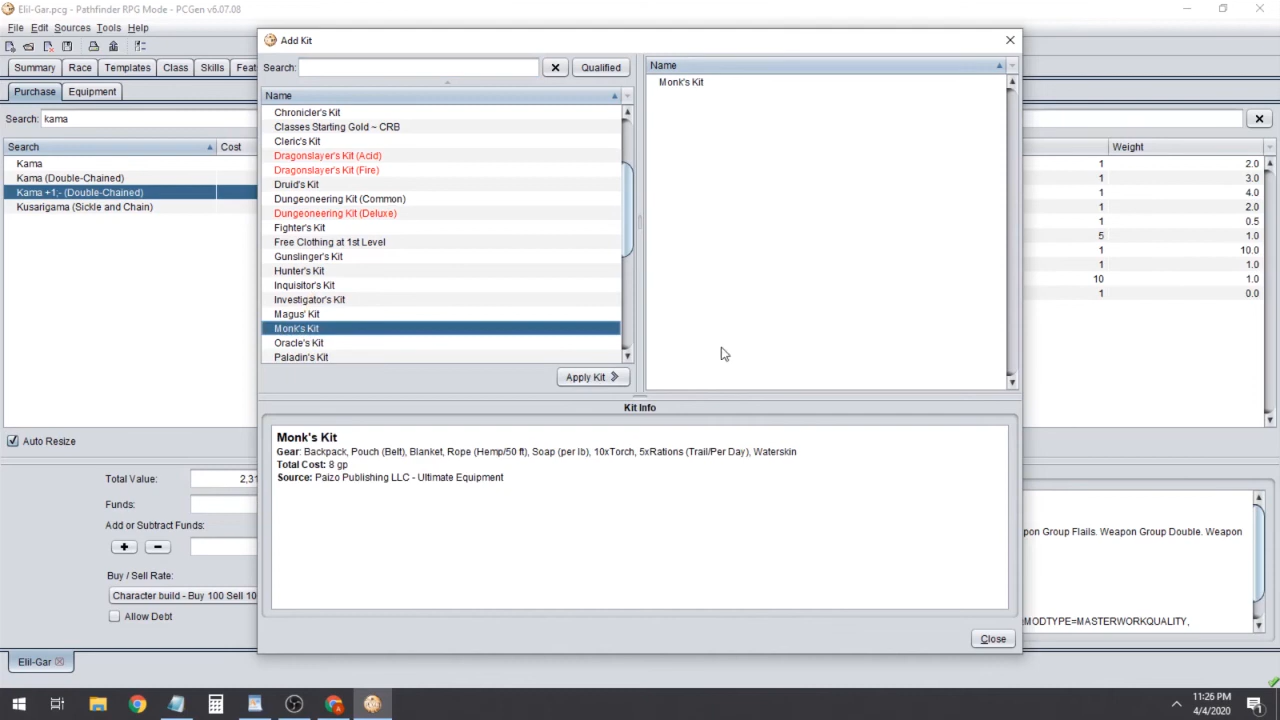 Elil-Gar.pcg - Pathfinder RPG Mode - PCGen v6.07.08
File Edit Sources Tools Help
Summary Race Templates Class Skills Feat
Purchase Equipment
Search: kama
Search Cost
Kama
Kama (Double-Chained)
Kama +1;- (Double-Chained)
Kusarigama (Sickle and Chain)
Auto Resize
Total Value: 2,31
Funds:
Add or Subtract Funds:
+ -
Buy / Sell Rate:
Character build - Buy 100 Sell 10
Allow Debt
Elil-Gar
Add Kit
Search: Qualified
Name
Chronicler's Kit
Classes Starting Gold ~ CRB
Cleric's Kit
Dragonslayer's Kit (Acid)
Dragonslayer's Kit (Fire)
Druid's Kit
Dungeoneering Kit (Common)
Dungeoneering Kit (Deluxe)
Fighter's Kit
Free Clothing at 1st Level
Gunslinger's Kit
Hunter's Kit
Inquisitor's Kit
Investigator's Kit
Magus' Kit
Monk's Kit
Oracle's Kit
Paladin's Kit
Apply Kit
Name
Monk's Kit
Kit Info
Monk's Kit
Gear: Backpack, Pouch (Belt), Blanket, Rope (Hemp/50 ft), Soap (per lb), 10xTorch, 5xRations (Trail/Per Day), Waterskin
Total Cost: 8 gp
Source: Paizo Publishing LLC - Ultimate Equipment
Close
Weight
1 2.0
1 3.0
1 4.0
1 2.0
1 0.5
5 1.0
1 10.0
1 1.0
10 1.0
1 0.0
pon Group Flails. Weapon Group Double. Weapon
MODTYPE=MASTERWORKQUALITY,
11:26 PM
4/4/2020
1